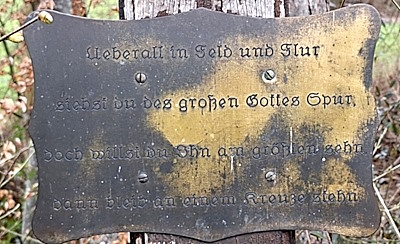 Ueberall in Feld und Flur
siehst du des großen Gottes Spur,
doch willst du Ihn am größten sehn,
dann bleib an einem Kreuze stehn